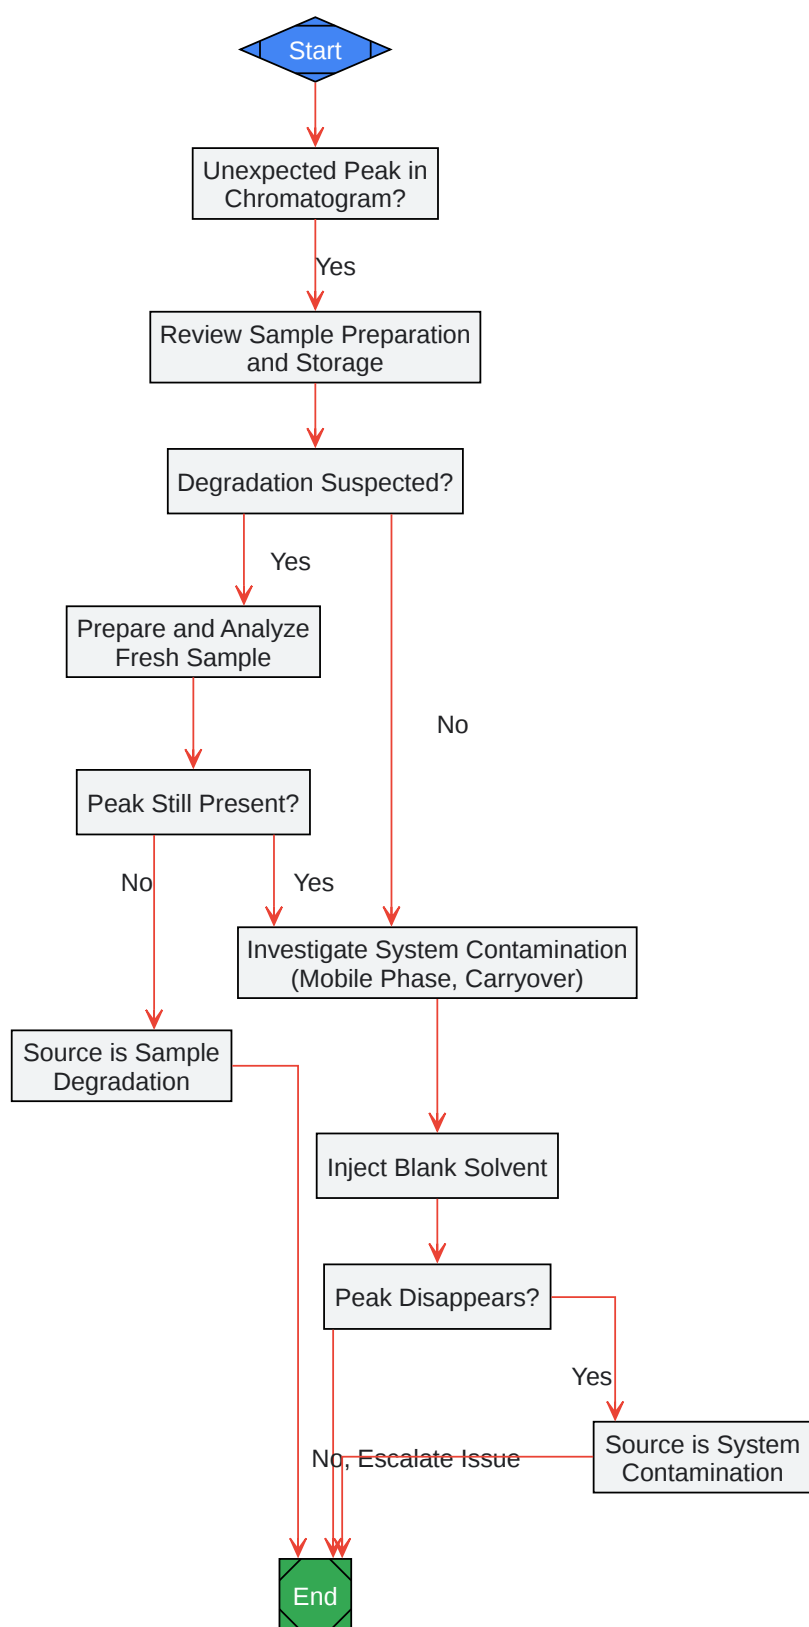 Start
Unexpected Peak in
Chromatogram?
Yes
Review Sample Preparation
and Storage
Degradation Suspected?
Yes
Prepare and Analyze
Fresh Sample
No
Peak Still Present?
No
Yes
Investigate System Contamination
(Mobile Phase, Carryover)
Source is Sample
Degradation
Inject Blank Solvent
Peak Disappears?
Yes
No, Escalate Issue
Source is System
Contamination
End